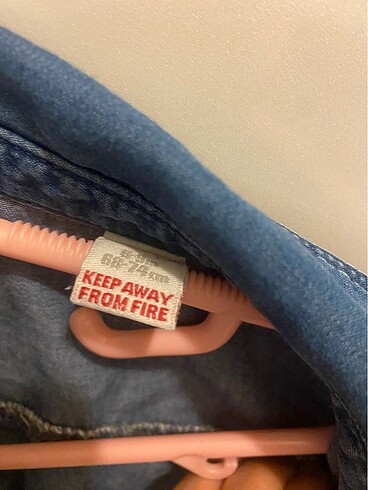 68-74cm
KEEP AWAY
FROM FIRE